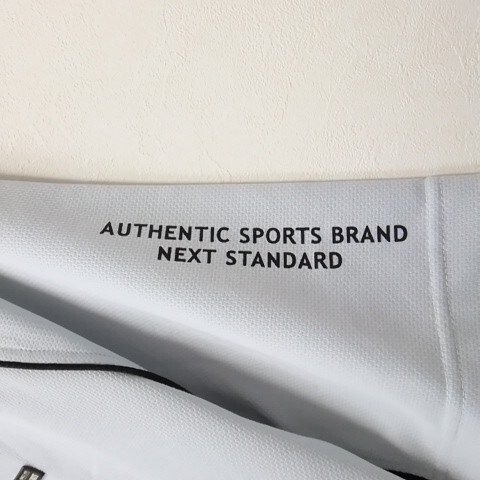 AUTHENTIC SPORTS BRAND
NEXT STANDARD